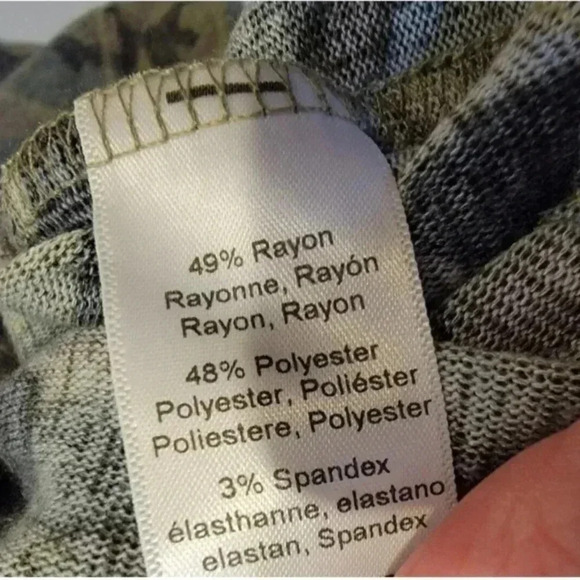 49% Rayon
Rayonne, Rayón
Rayon, Rayon
48% Polyester
Polyester, Poliéster
Poliestere, Polyester
3% Spandex
élasthanne, elastano
elastan, Spandex